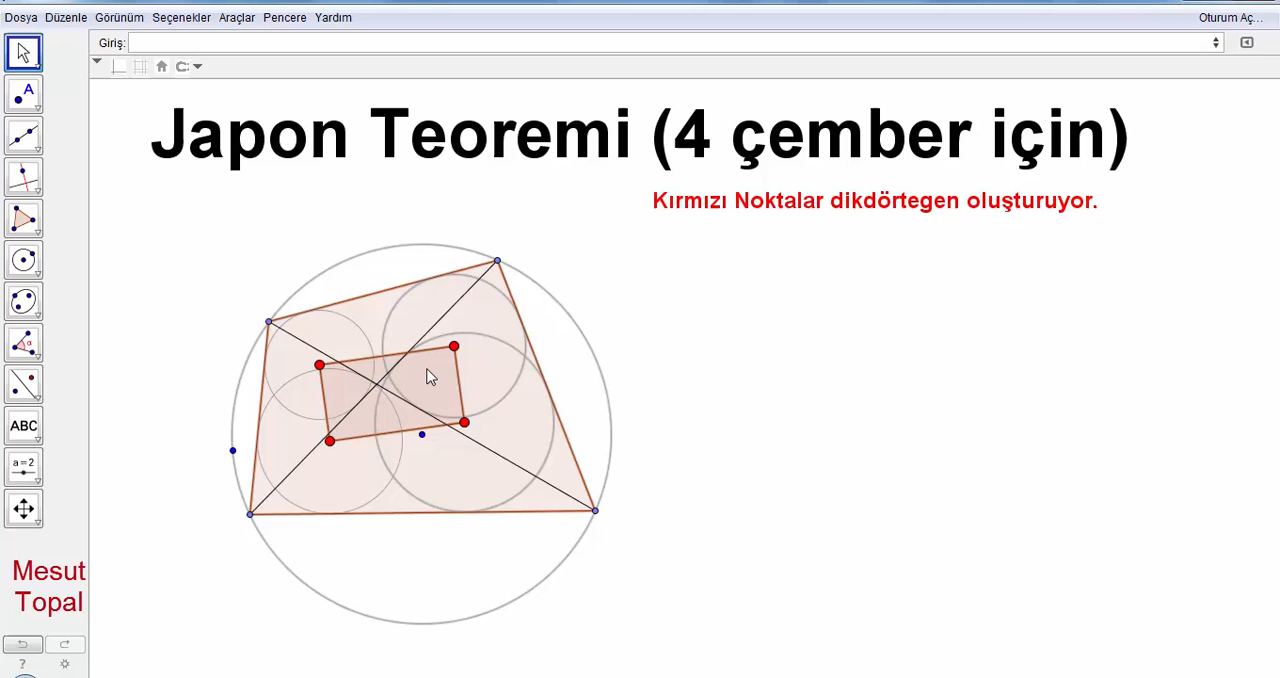 Dosya Düzenle Görünüm Seçenekler Araçlar Pencere Yardım Oturum Aç...
Giriş:
Japon Teoremi (4 çember için)
Kırmızı Noktalar dikdörtegen oluşturuyor.
A
α
ABC
a=2
Mesut
Topal
?